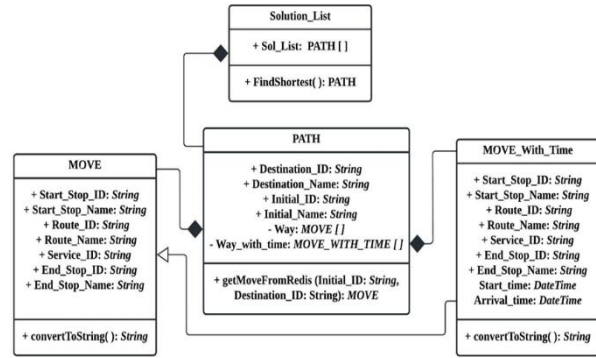 Solution_List
+ Sol_List: PATH [ ]
+ FindShortest( ): PATH
PATH
+ Destination_ID: String
+ Destination_Name: String
+ Initial_ID: String
+ Initial_Name: String
- Way: MOVE [ ]
- Way_with_time: MOVE_WITH_TIME [ ]
+ getMoveFromRedis (Initial_ID: String,
Destination_ID: String): MOVE
MOVE
+ Start_Stop_ID: String
+ Start_Stop_Name: String
+ Route_ID: String
+ Route_Name: String
+ Service_ID: String
+ End_Stop_ID: String
+ End_Stop_Name: String
+ convertToString( ): String
MOVE_With_Time
+ Start_Stop_ID: String
+ Start_Stop_Name: String
+ Route_ID: String
+ Route_Name: String
+ Service_ID: String
+ End_Stop_ID: String
+ End_Stop_Name: String
Start_time: DateTime
Arrival_time: DateTime
+ convertToString( ): String